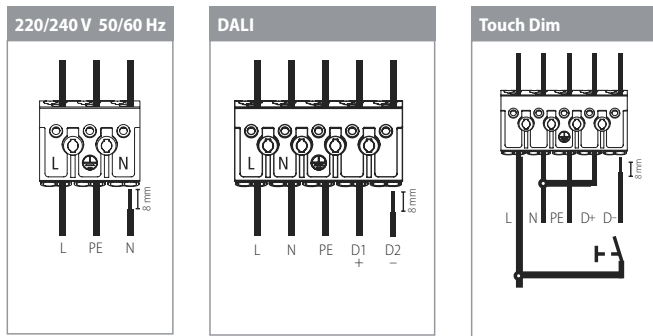 220/240 V 50/60 Hz
L N
8 mm
L PE N
DALI
L N
8 mm
L N PE D1 D2
+ –
Touch Dim
8 mm
L N PE D+ D-